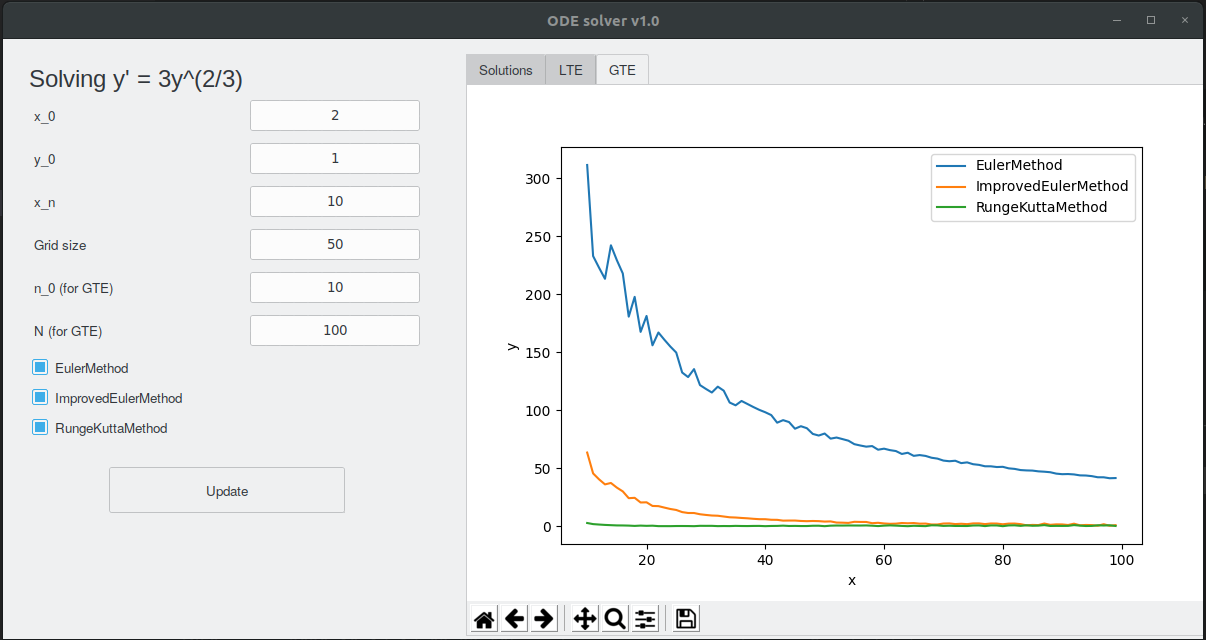 ODE solver v1.0
Solving y' = 3y^(2/3)
x_0 2
y_0 1
x_n 10
Grid size 50
n_0 (for GTE) 10
N (for GTE) 100
EulerMethod
ImprovedEulerMethod
RungeKuttaMethod
Update
Solutions LTE GTE
EulerMethod
ImprovedEulerMethod
RungeKuttaMethod
300
250
200
150
100
50
0
y
20 40 60 80 100
x